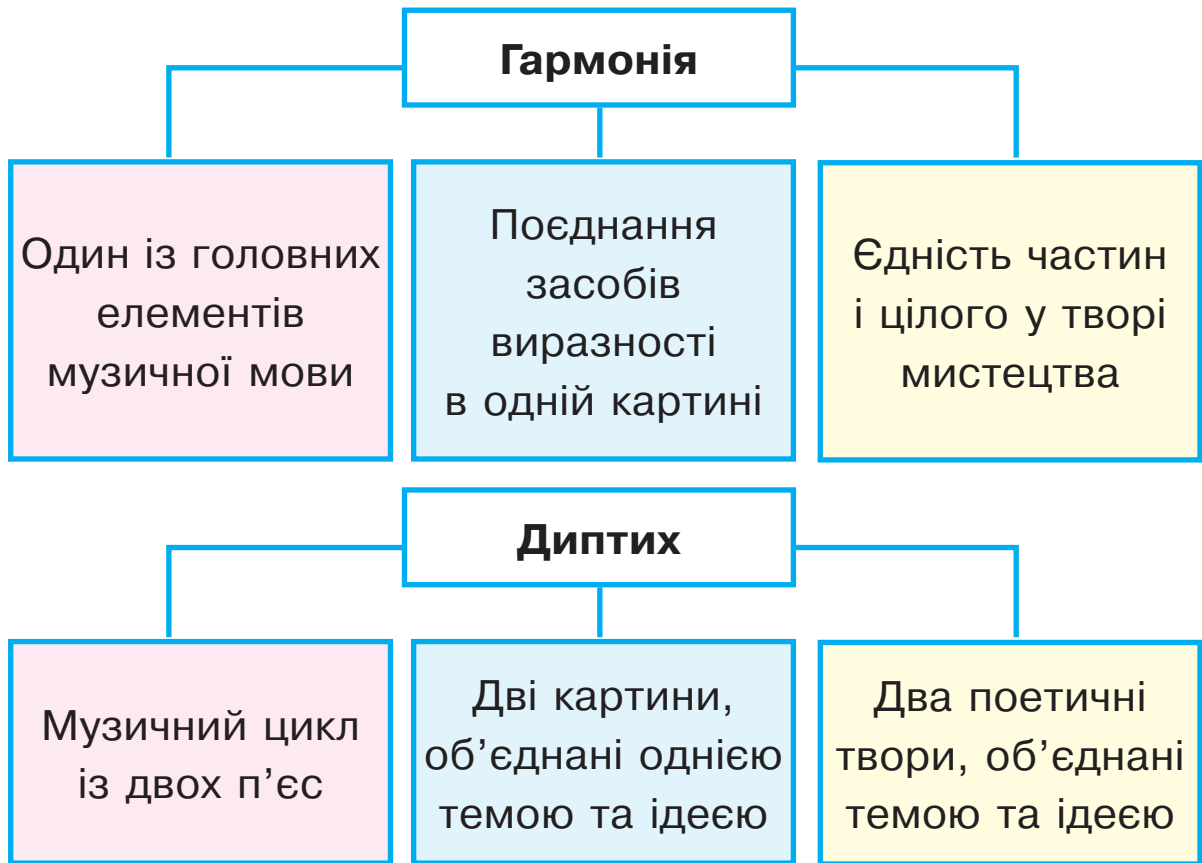 Гармонія
Один із головних
елементів
музичної мови
Поєднання
засобів
виразності
в одній картині
Єдність частин
і цілого у творі
мистецтва
Диптих
Музичний цикл
із двох п’єс
Дві картини,
об’єднані однією
темою та ідеєю
Два поетичні
твори, об’єднані
темою та ідеєю